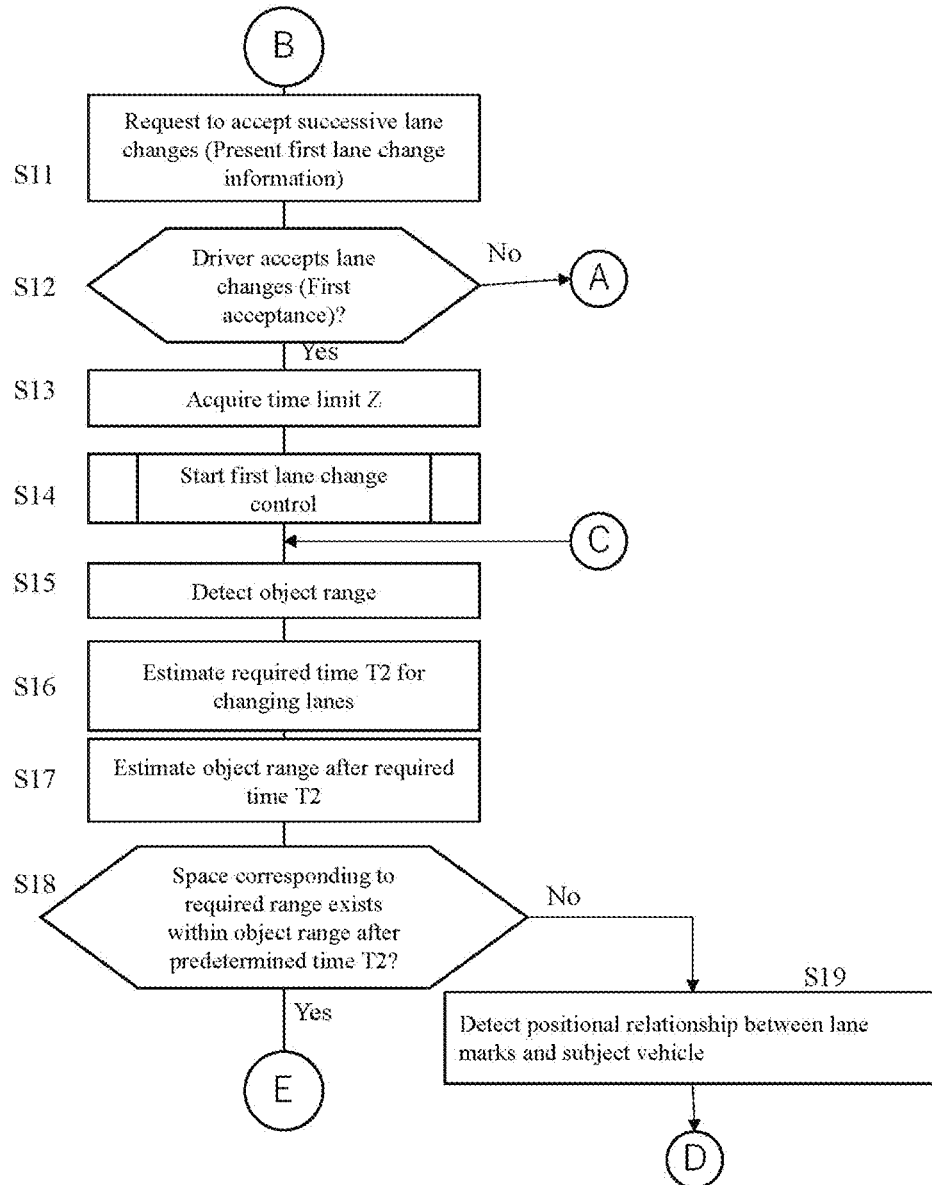 B
Request to accept successive lane
changes (Present first lane change
information)
S11
Driver accepts lane
changes (First
acceptance)?
S12
No
A
Yes
S13
Acquire time limit Z
Start first lane change
control
S14
C
S15
Detect object range
Estimate required time T2 for
changing lanes
S16
Estimate object range after required
time T2
S17
Space corresponding to
required range exists
within object range after
predetermined time T2?
S18
No
Yes
S19
Detect positional relationship between lane
marks and subject vehicle
E
D